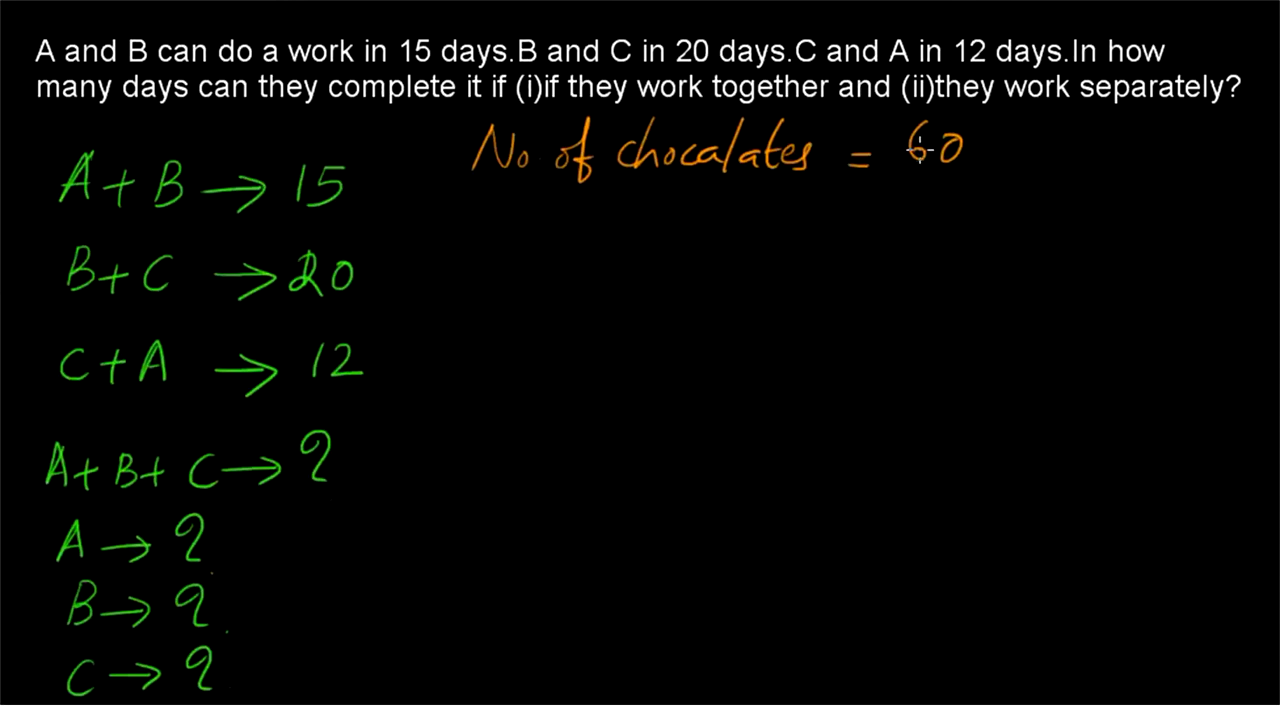 A and B can do a work in 15 days.B and C in 20 days.C and A in 12 days.In how
many days can they complete it if (i)if they work together and (ii)they work separately?
No of chocalates = 60
A + B → 15
B + C → 20
C + A → 12
A + B + C → ?
A → ?
B → ?
C → ?